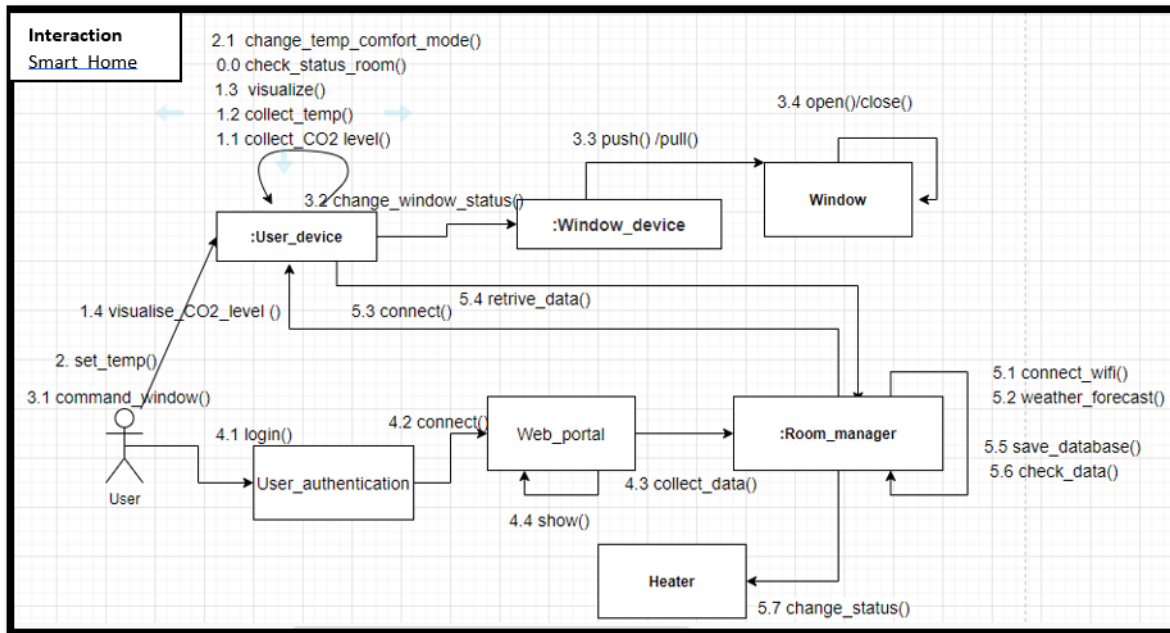 Interaction
Smart Home
2.1 change_temp_comfort_mode()
0.0 check_status_room()
1.3 visualize()
1.2 collect_temp()
1.1 collect_CO2 level()
3.4 open()/close()
3.3 push() /pull()
Window
3.2 change_window_status()
:Window_device
:User_device
5.4 retrive_data()
1.4 visualise_CO2_level ()
5.3 connect()
2. set_temp()
3.1 command_window()
5.1 connect_wifi()
5.2 weather_forecast()
4.2 connect()
4.1 login()
Web_portal
:Room_manager
5.5 save_database()
5.6 check_data()
User
User_authentication
4.3 collect_data()
4.4 show()
Heater
5.7 change_status()